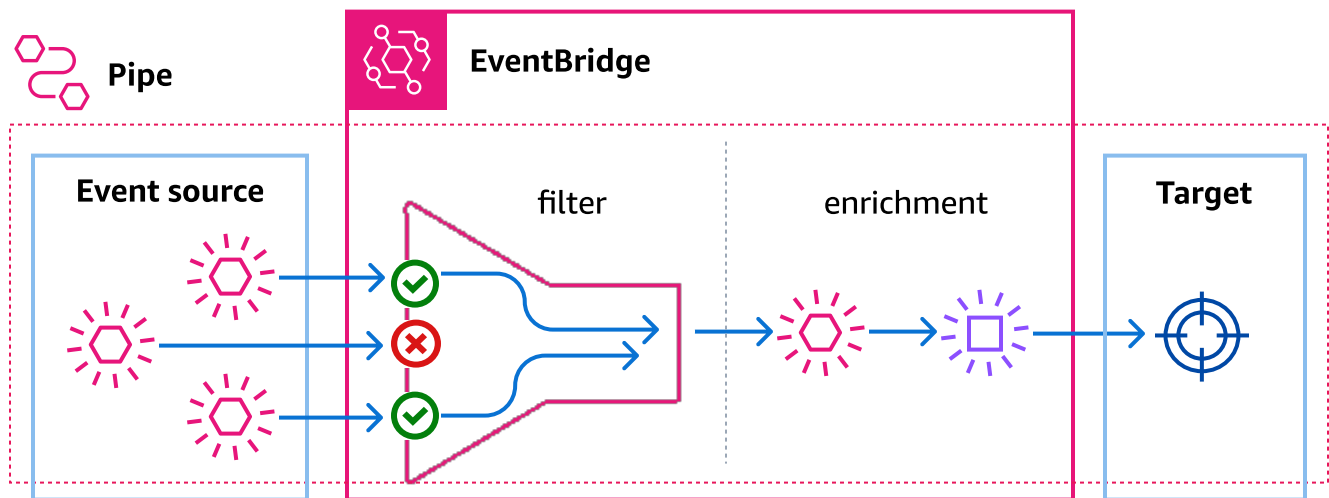 Pipe
EventBridge
Event source
filter
enrichment
Target